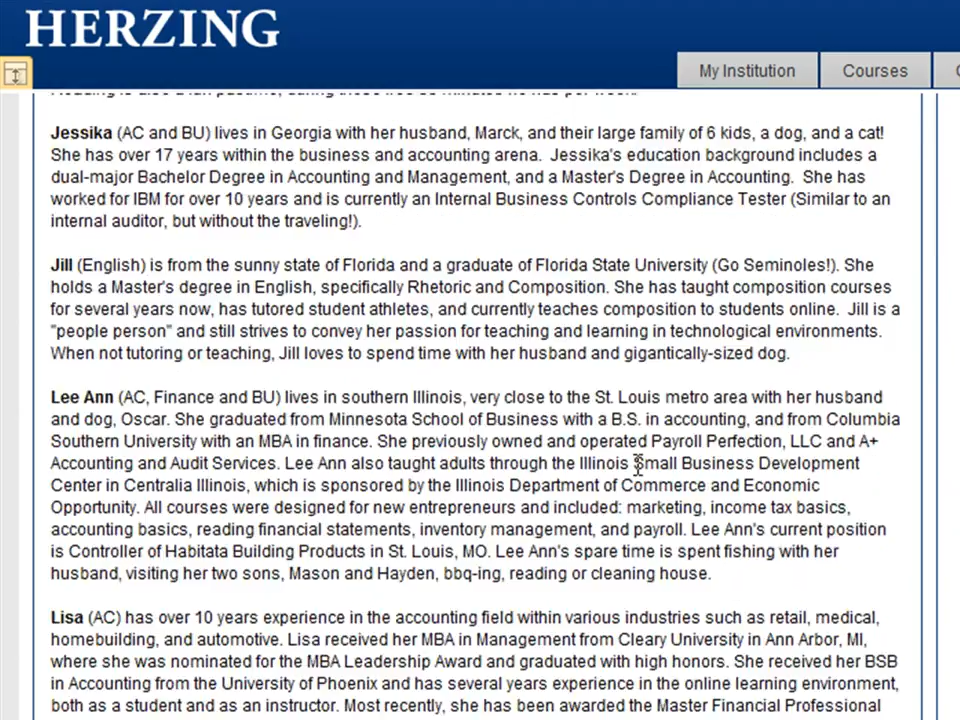 HERZING
My Institution
Courses
Jessika (AC and BU) lives in Georgia with her husband, Marck, and their large family of 6 kids, a dog, and a cat!
She has over 17 years within the business and accounting arena. Jessika's education background includes a
dual-major Bachelor Degree in Accounting and Management, and a Master's Degree in Accounting. She has
worked for IBM for over 10 years and is currently an Internal Business Controls Compliance Tester (Similar to an
internal auditor, but without the traveling!).
Jill (English) is from the sunny state of Florida and a graduate of Florida State University (Go Seminoles!). She
holds a Master's degree in English, specifically Rhetoric and Composition. She has taught composition courses
for several years now, has tutored student athletes, and currently teaches composition to students online. Jill is a
"people person" and still strives to convey her passion for teaching and learning in technological environments.
When not tutoring or teaching, Jill loves to spend time with her husband and gigantically-sized dog.
Lee Ann (AC, Finance and BU) lives in southern Illinois, very close to the St. Louis metro area with her husband
and dog, Oscar. She graduated from Minnesota School of Business with a B.S. in accounting, and from Columbia
Southern University with an MBA in finance. She previously owned and operated Payroll Perfection, LLC and A+
Accounting and Audit Services. Lee Ann also taught adults through the Illinois Small Business Development
Center in Centralia Illinois, which is sponsored by the Illinois Department of Commerce and Economic
Opportunity. All courses were designed for new entrepreneurs and included: marketing, income tax basics,
accounting basics, reading financial statements, inventory management, and payroll. Lee Ann's current position
is Controller of Habitata Building Products in St. Louis, MO. Lee Ann's spare time is spent fishing with her
husband, visiting her two sons, Mason and Hayden, bbq-ing, reading or cleaning house.
Lisa (AC) has over 10 years experience in the accounting field within various industries such as retail, medical,
homebuilding, and automotive. Lisa received her MBA in Management from Cleary University in Ann Arbor, MI,
where she was nominated for the MBA Leadership Award and graduated with high honors. She received her BSB
in Accounting from the University of Phoenix and has several years experience in the online learning environment,
both as a student and as an instructor. Most recently, she has been awarded the Master Financial Professional